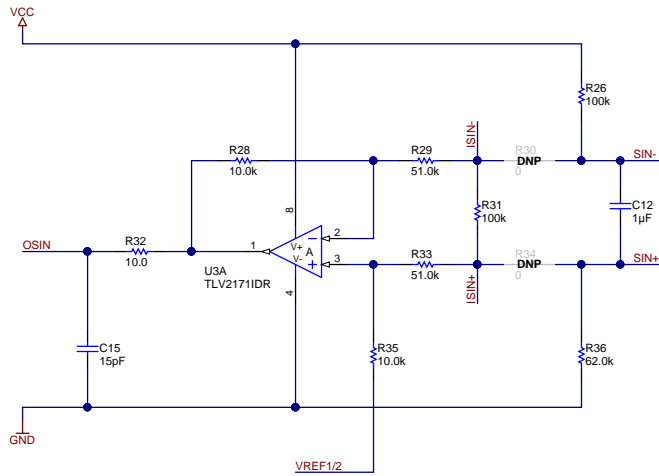 VCC
R26
100k
R28
10.0k
R29
51.0k
ISIN-
R30
DNP
0
SIN-
R31
100k
C12
1µF
8
V+
V-
A
2
3
1
4
OSIN
R32
10.0
U3A
TLV2171IDR
R33
51.0k
ISIN+
R34
DNP
0
SIN+
C15
15pF
R35
10.0k
R36
62.0k
GND
VREF1/2